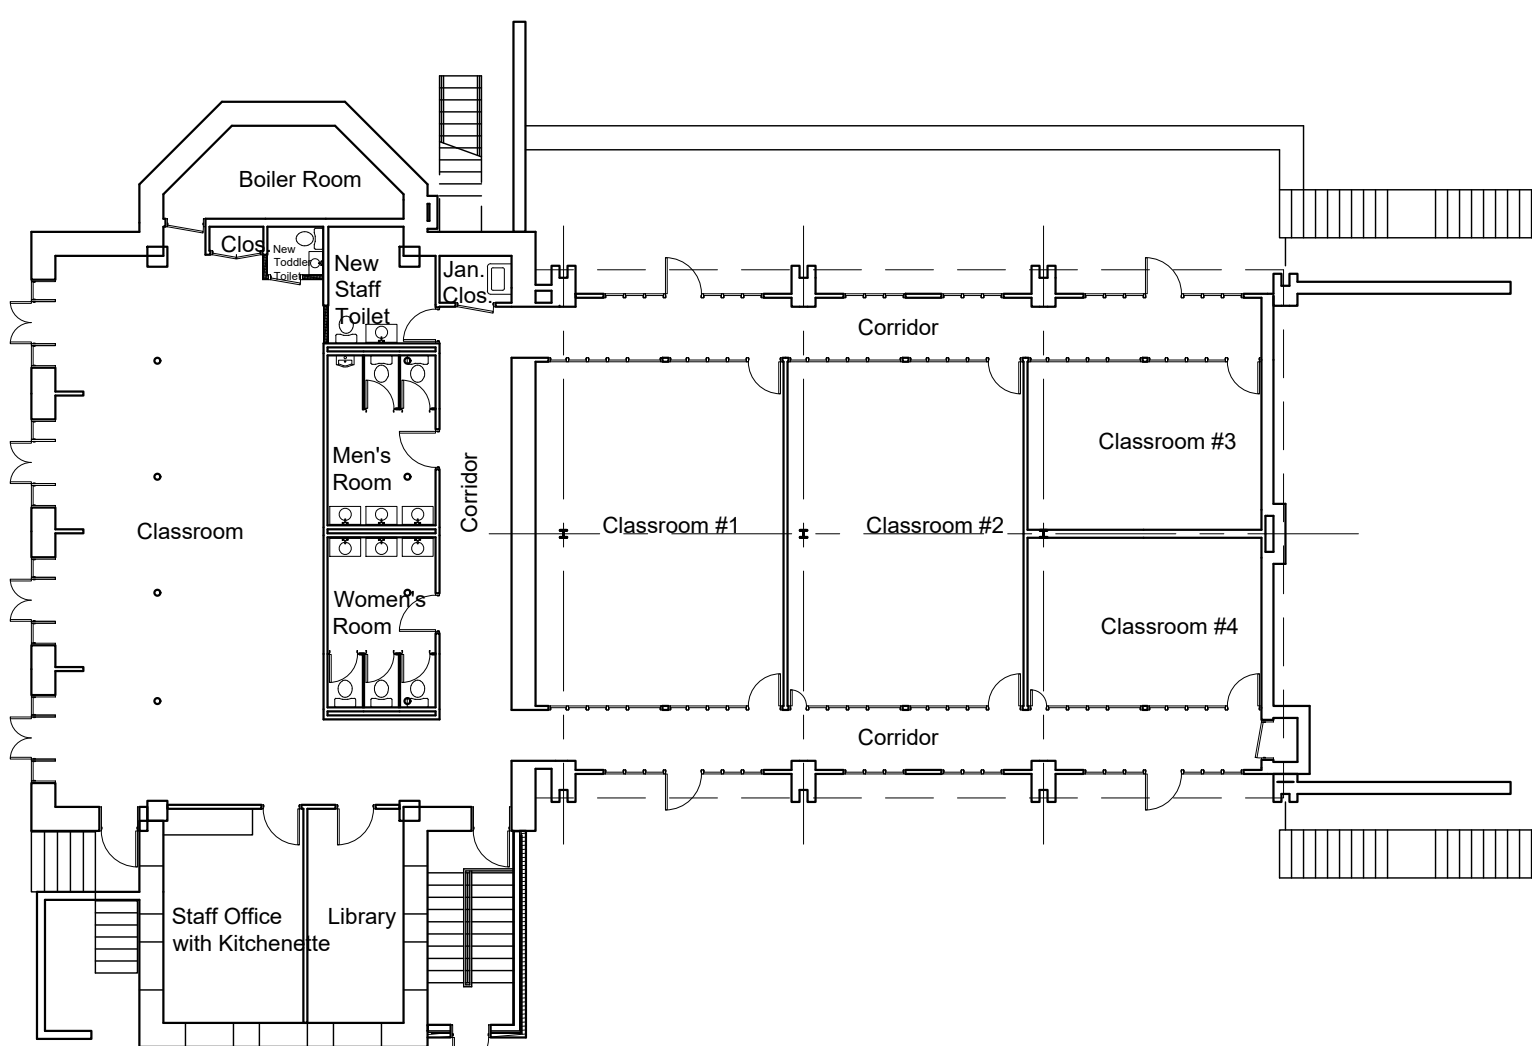 Boiler Room
Clos.
New
Toddler
Toilet
New
Staff
Toilet
Jan.
Clos.
Corridor
Men's
Room
Corridor
Classroom
Classroom #1
Classroom #2
Classroom #3
Women's
Room
Classroom #4
Corridor
Staff Office
with Kitchenette
Library